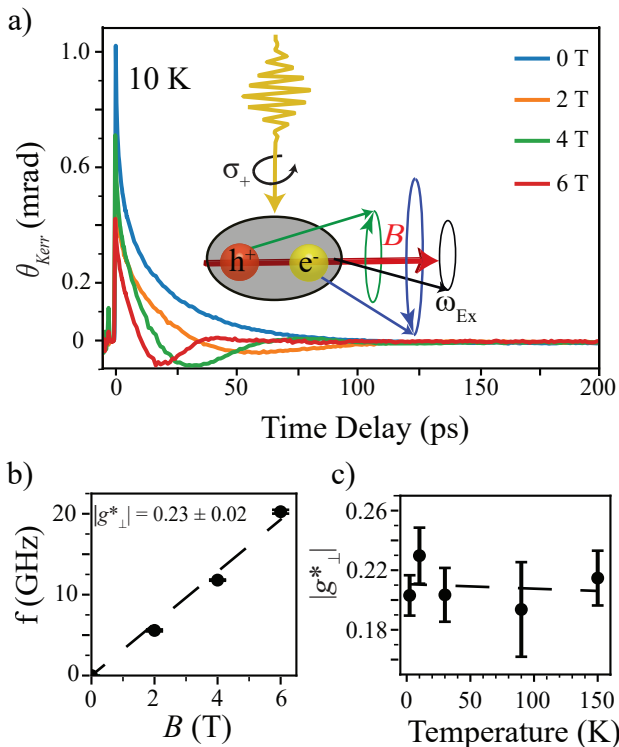 a)
10 K
0 T
2 T
4 T
6 T
σ+
h+
e-
B
ωEx
θKerr (mrad)
1.0
0.6
0.2
0
0
50
75
100
150
200
Time Delay (ps)
b)
|g*⊥| = 0.23 ± 0.02
f (GHz)
20
10
0
0
2
4
6
B (T)
c)
|g*⊥|
0.26
0.22
0.18
0
50
100
150
Temperature (K)